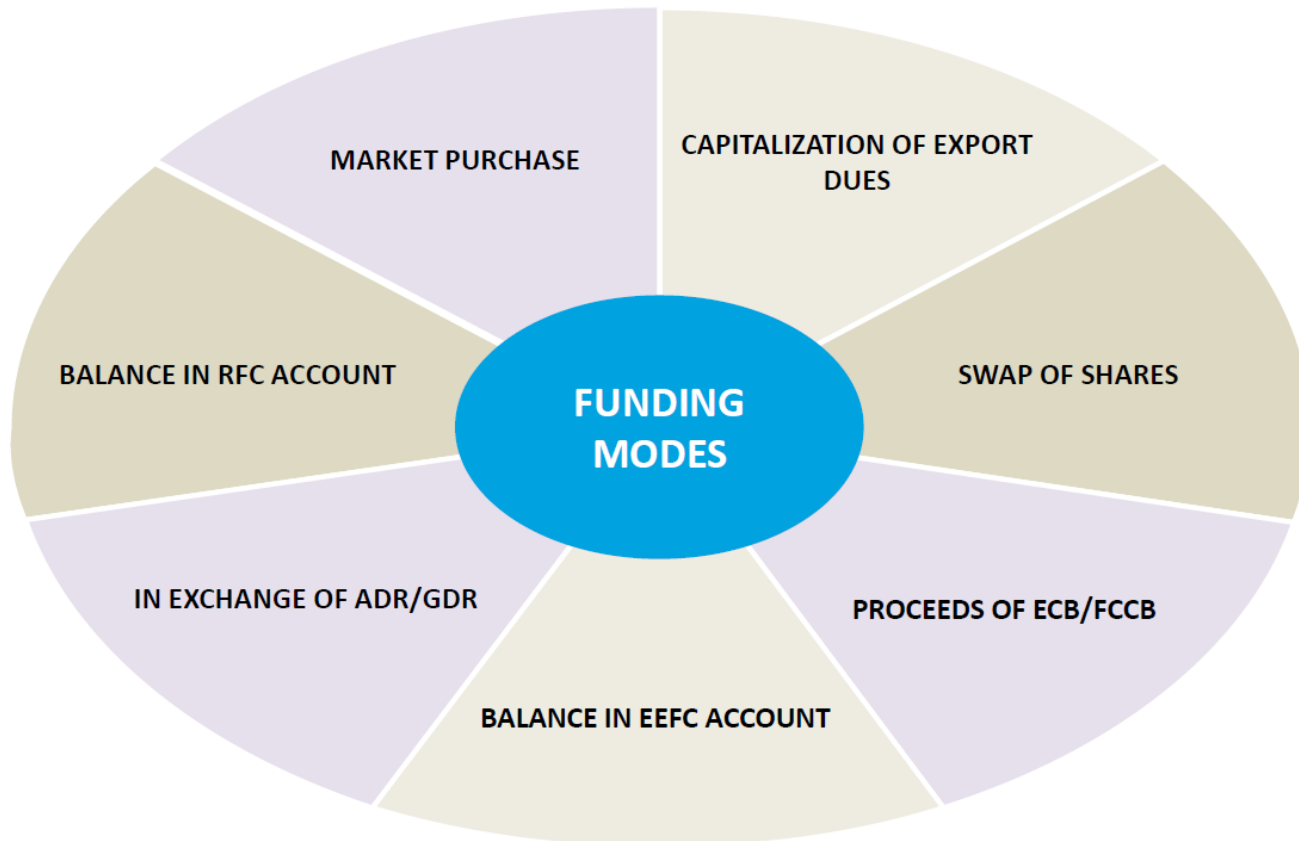 MARKET PURCHASE
CAPITALIZATION OF EXPORT
DUES
BALANCE IN RFC ACCOUNT
SWAP OF SHARES
FUNDING
MODES
IN EXCHANGE OF ADR/GDR
PROCEEDS OF ECB/FCCB
BALANCE IN EEFC ACCOUNT